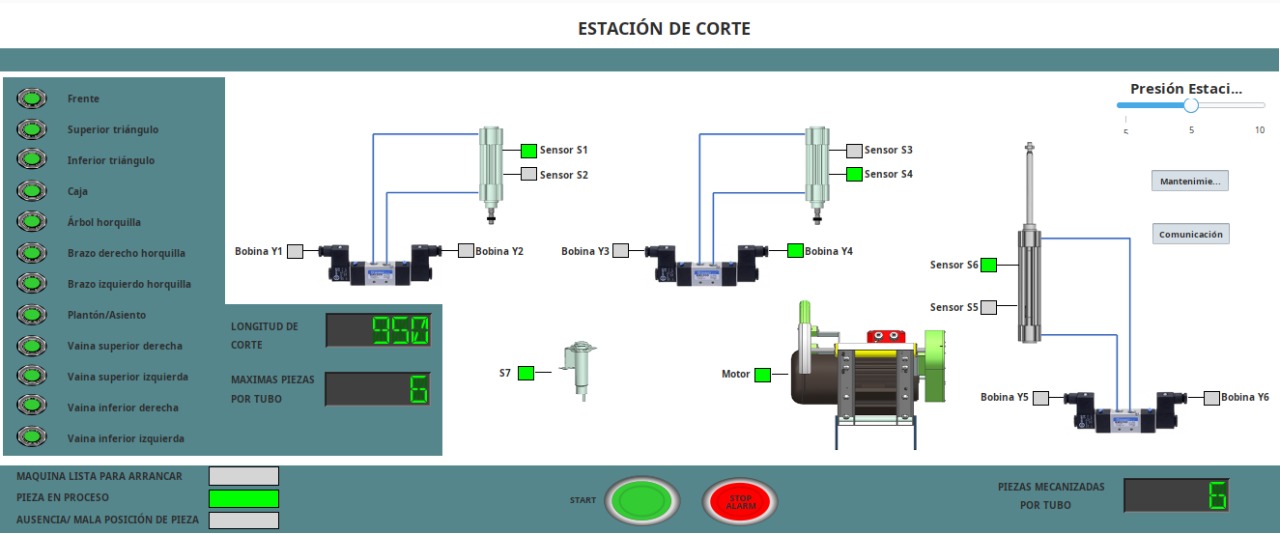 ESTACIÓN DE CORTE
Frente
Superior triángulo
Inferior triángulo
Caja
Árbol horquilla
Brazo derecho horquilla
Brazo izquierdo horquilla
Plantón/Asiento
Vaina superior derecha
Vaina superior izquierda
Vaina inferior derecha
Vaina inferior izquierda
LONGITUD DE
CORTE
950
MAXIMAS PIEZAS
POR TUBO
6
Sensor S1
Sensor S2
Bobina Y1
Bobina Y2
Sensor S3
Sensor S4
Bobina Y3
Bobina Y4
S7
Motor
Presión Estaci...
5
10
Mantenimie...
Comunicación
Sensor S6
Sensor S5
Bobina Y5
Bobina Y6
MAQUINA LISTA PARA ARRANCAR
PIEZA EN PROCESO
AUSENCIA/ MALA POSICIÓN DE PIEZA
START
STOP
ALARM
PIEZAS MECANIZADAS
POR TUBO
6